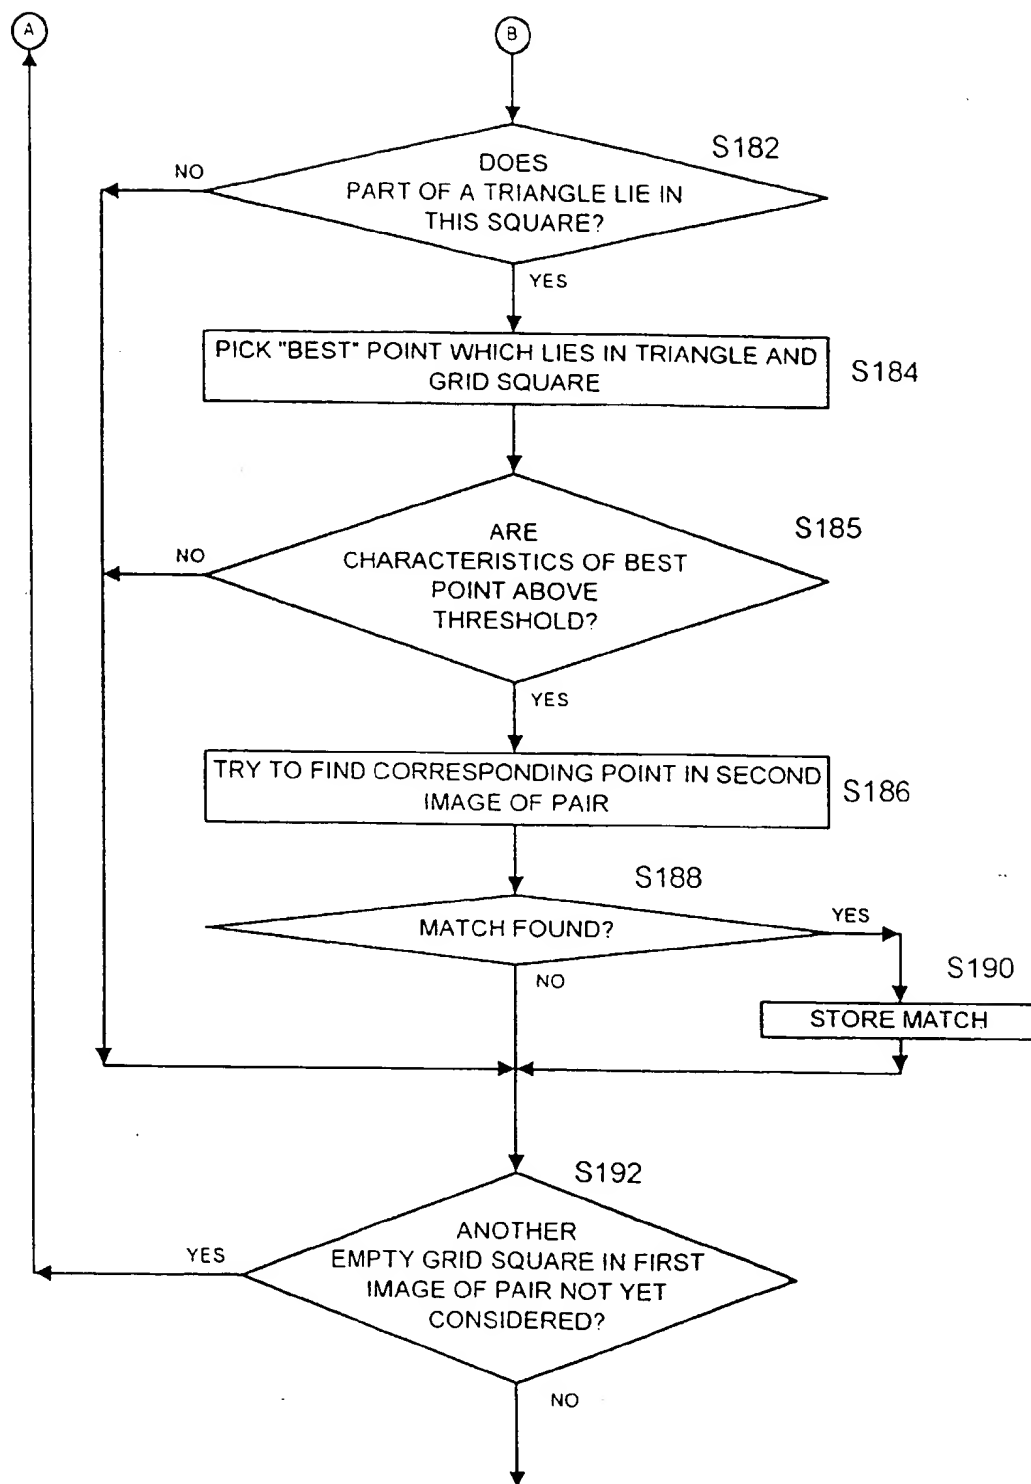 A
B
S182
NO
DOES
PART OF A TRIANGLE LIE IN
THIS SQUARE?
YES
PICK "BEST" POINT WHICH LIES IN TRIANGLE AND
GRID SQUARE
S184
S185
NO
ARE
CHARACTERISTICS OF BEST
POINT ABOVE
THRESHOLD?
YES
TRY TO FIND CORRESPONDING POINT IN SECOND
IMAGE OF PAIR
S186
S188
MATCH FOUND?
YES
NO
S190
STORE MATCH
S192
YES
ANOTHER
EMPTY GRID SQUARE IN FIRST
IMAGE OF PAIR NOT YET
CONSIDERED?
NO